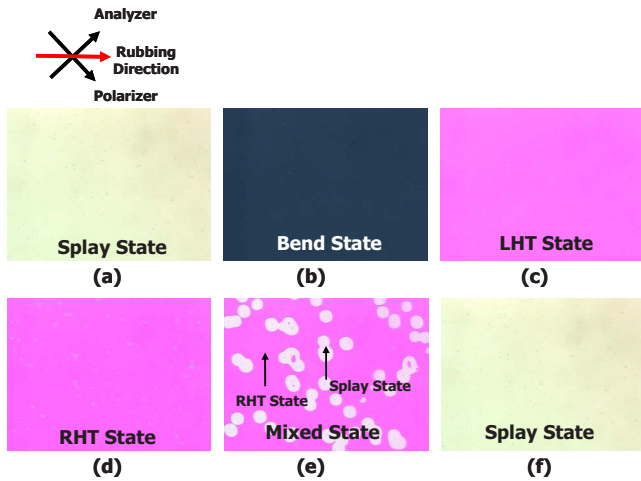 Analyzer
Rubbing
Direction
Polarizer
Splay State
Bend State
LHT State
(a)
(b)
(c)
RHT State
Splay State
RHT State
Mixed State
Splay State
(d)
(e)
(f)